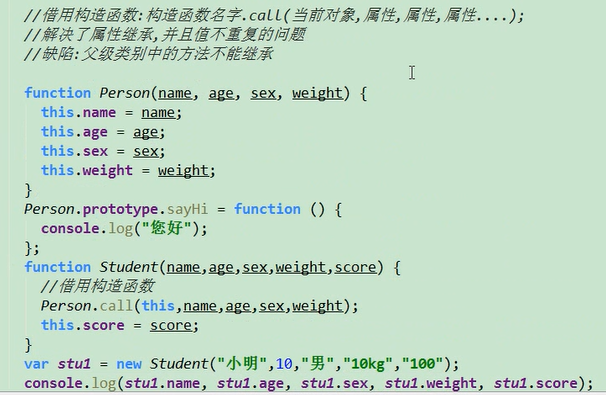 //借用构造函数:构造函数名字.call(当前对象,属性,属性,属性....);
//解决了属性继承,并且值不重复的问题
//缺陷:父级类别中的方法不能继承
function Person(name, age, sex, weight) {
this.name = name;
this.age = age;
this.sex = sex;
this.weight = weight;
}
Person.prototype.sayHi = function () {
console.log("您好");
};
function Student(name,age,sex,weight,score) {
//借用构造函数
Person.call(this,name,age,sex,weight);
this.score = score;
}
var stu1 = new Student("小明",10,"男","10kg","100");
console.log(stu1.name, stu1.age, stu1.sex, stu1.weight, stu1.score);